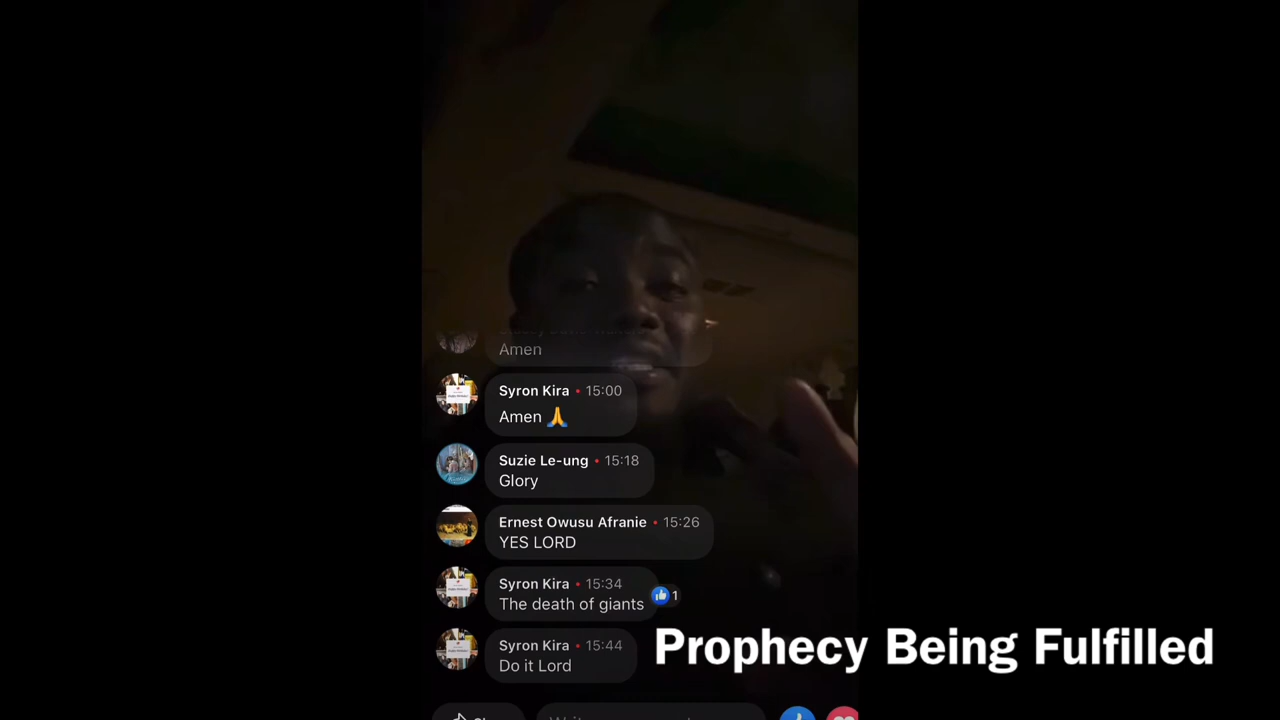 Amen
Syron Kira • 15:00
Amen 🙏
Suzie Le-ung • 15:18
Glory
Ernest Owusu Afranie • 15:26
YES LORD
Syron Kira • 15:34
The death of giants
1
Syron Kira • 15:44
Do it Lord
Prophecy Being Fulfilled